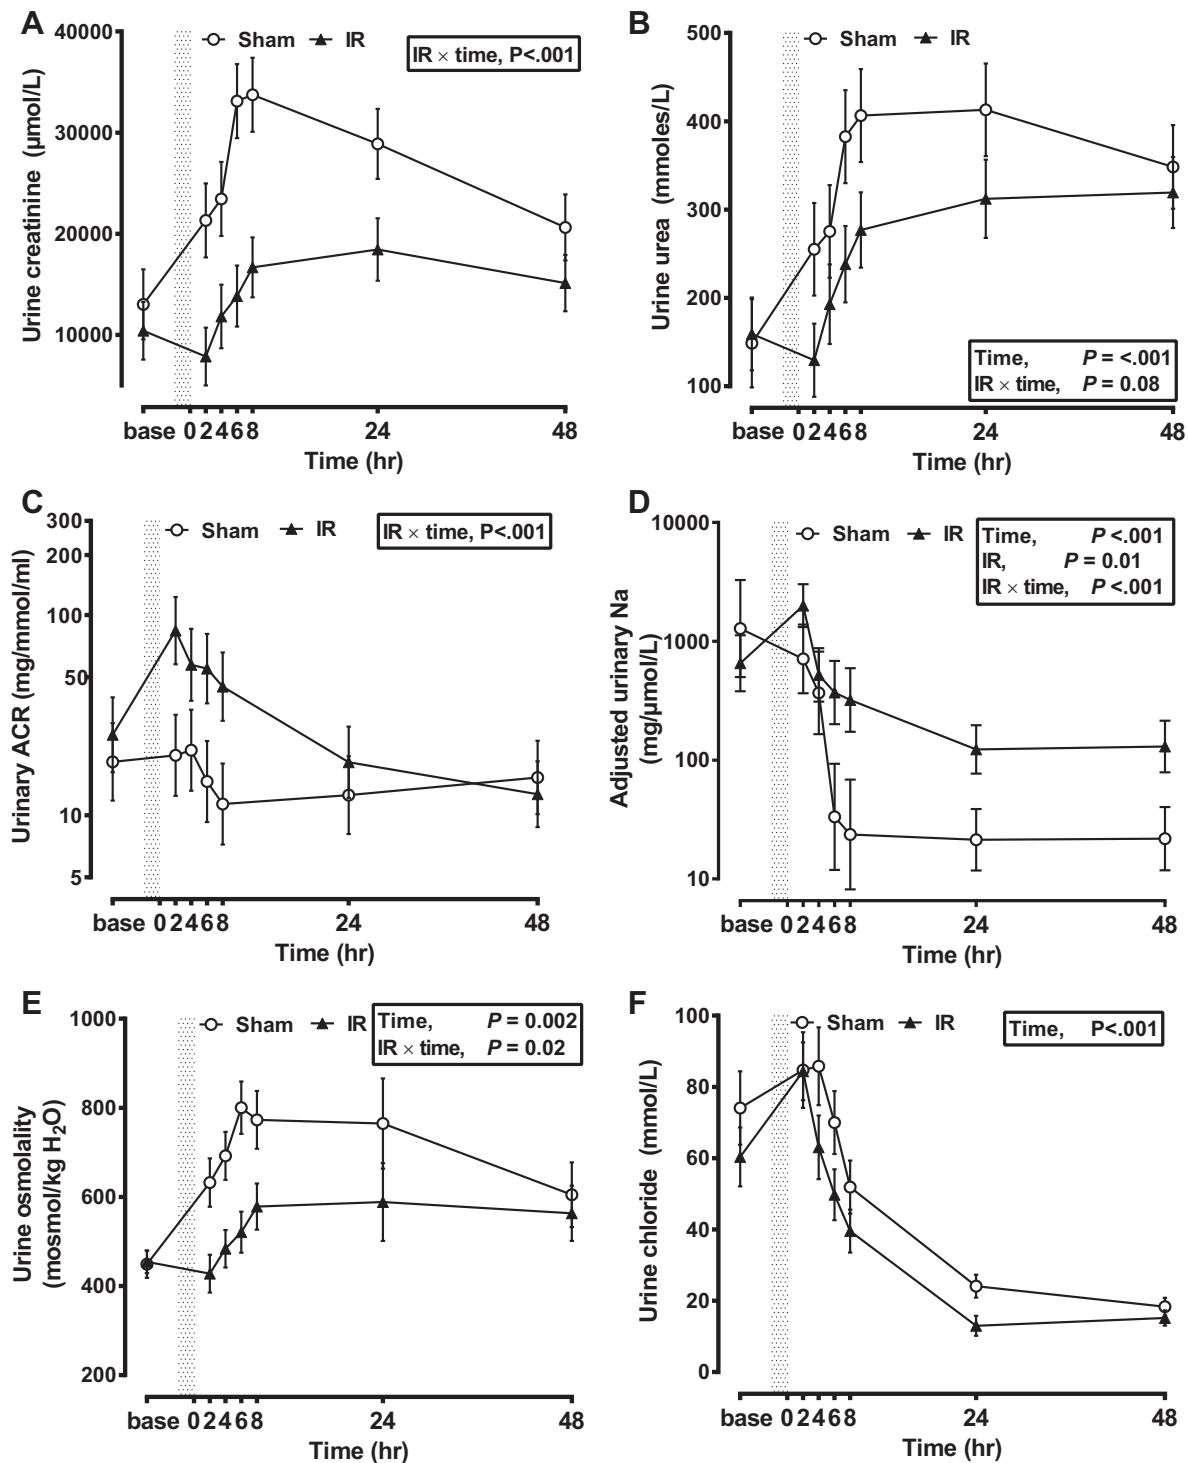 A
Sham IR
IR × time, P<.001
Urine creatinine (µmol/L)
40000
30000
20000
10000
base 0 2 4 6 8 24 48
Time (hr)
B
Sham IR
Urine urea (mmoles/L)
500
400
300
200
100
Time, P = <.001
IR × time, P = 0.08
base 0 2 4 6 8 24 48
Time (hr)
C
Sham IR
IR × time, P<.001
Urinary ACR (mg/mmol/ml)
300
200
100
50
10
5
base 0 2 4 6 8 24 48
Time (hr)
D
Sham IR
Time, P <.001
IR, P = 0.01
IR × time, P <.001
Adjusted urinary Na
(mg/µmol/L)
10000
1000
100
10
base 0 2 4 6 8 24 48
Time (hr)
E
Sham IR
Time, P = 0.002
IR × time, P = 0.02
Urine osmolality
(mosmol/kg H2O)
1000
800
600
400
200
base 0 2 4 6 8 24 48
Time (hr)
F
Sham IR
Time, P<.001
Urine chloride (mmol/L)
100
80
60
40
20
0
base 0 2 4 6 8 24 48
Time (hr)